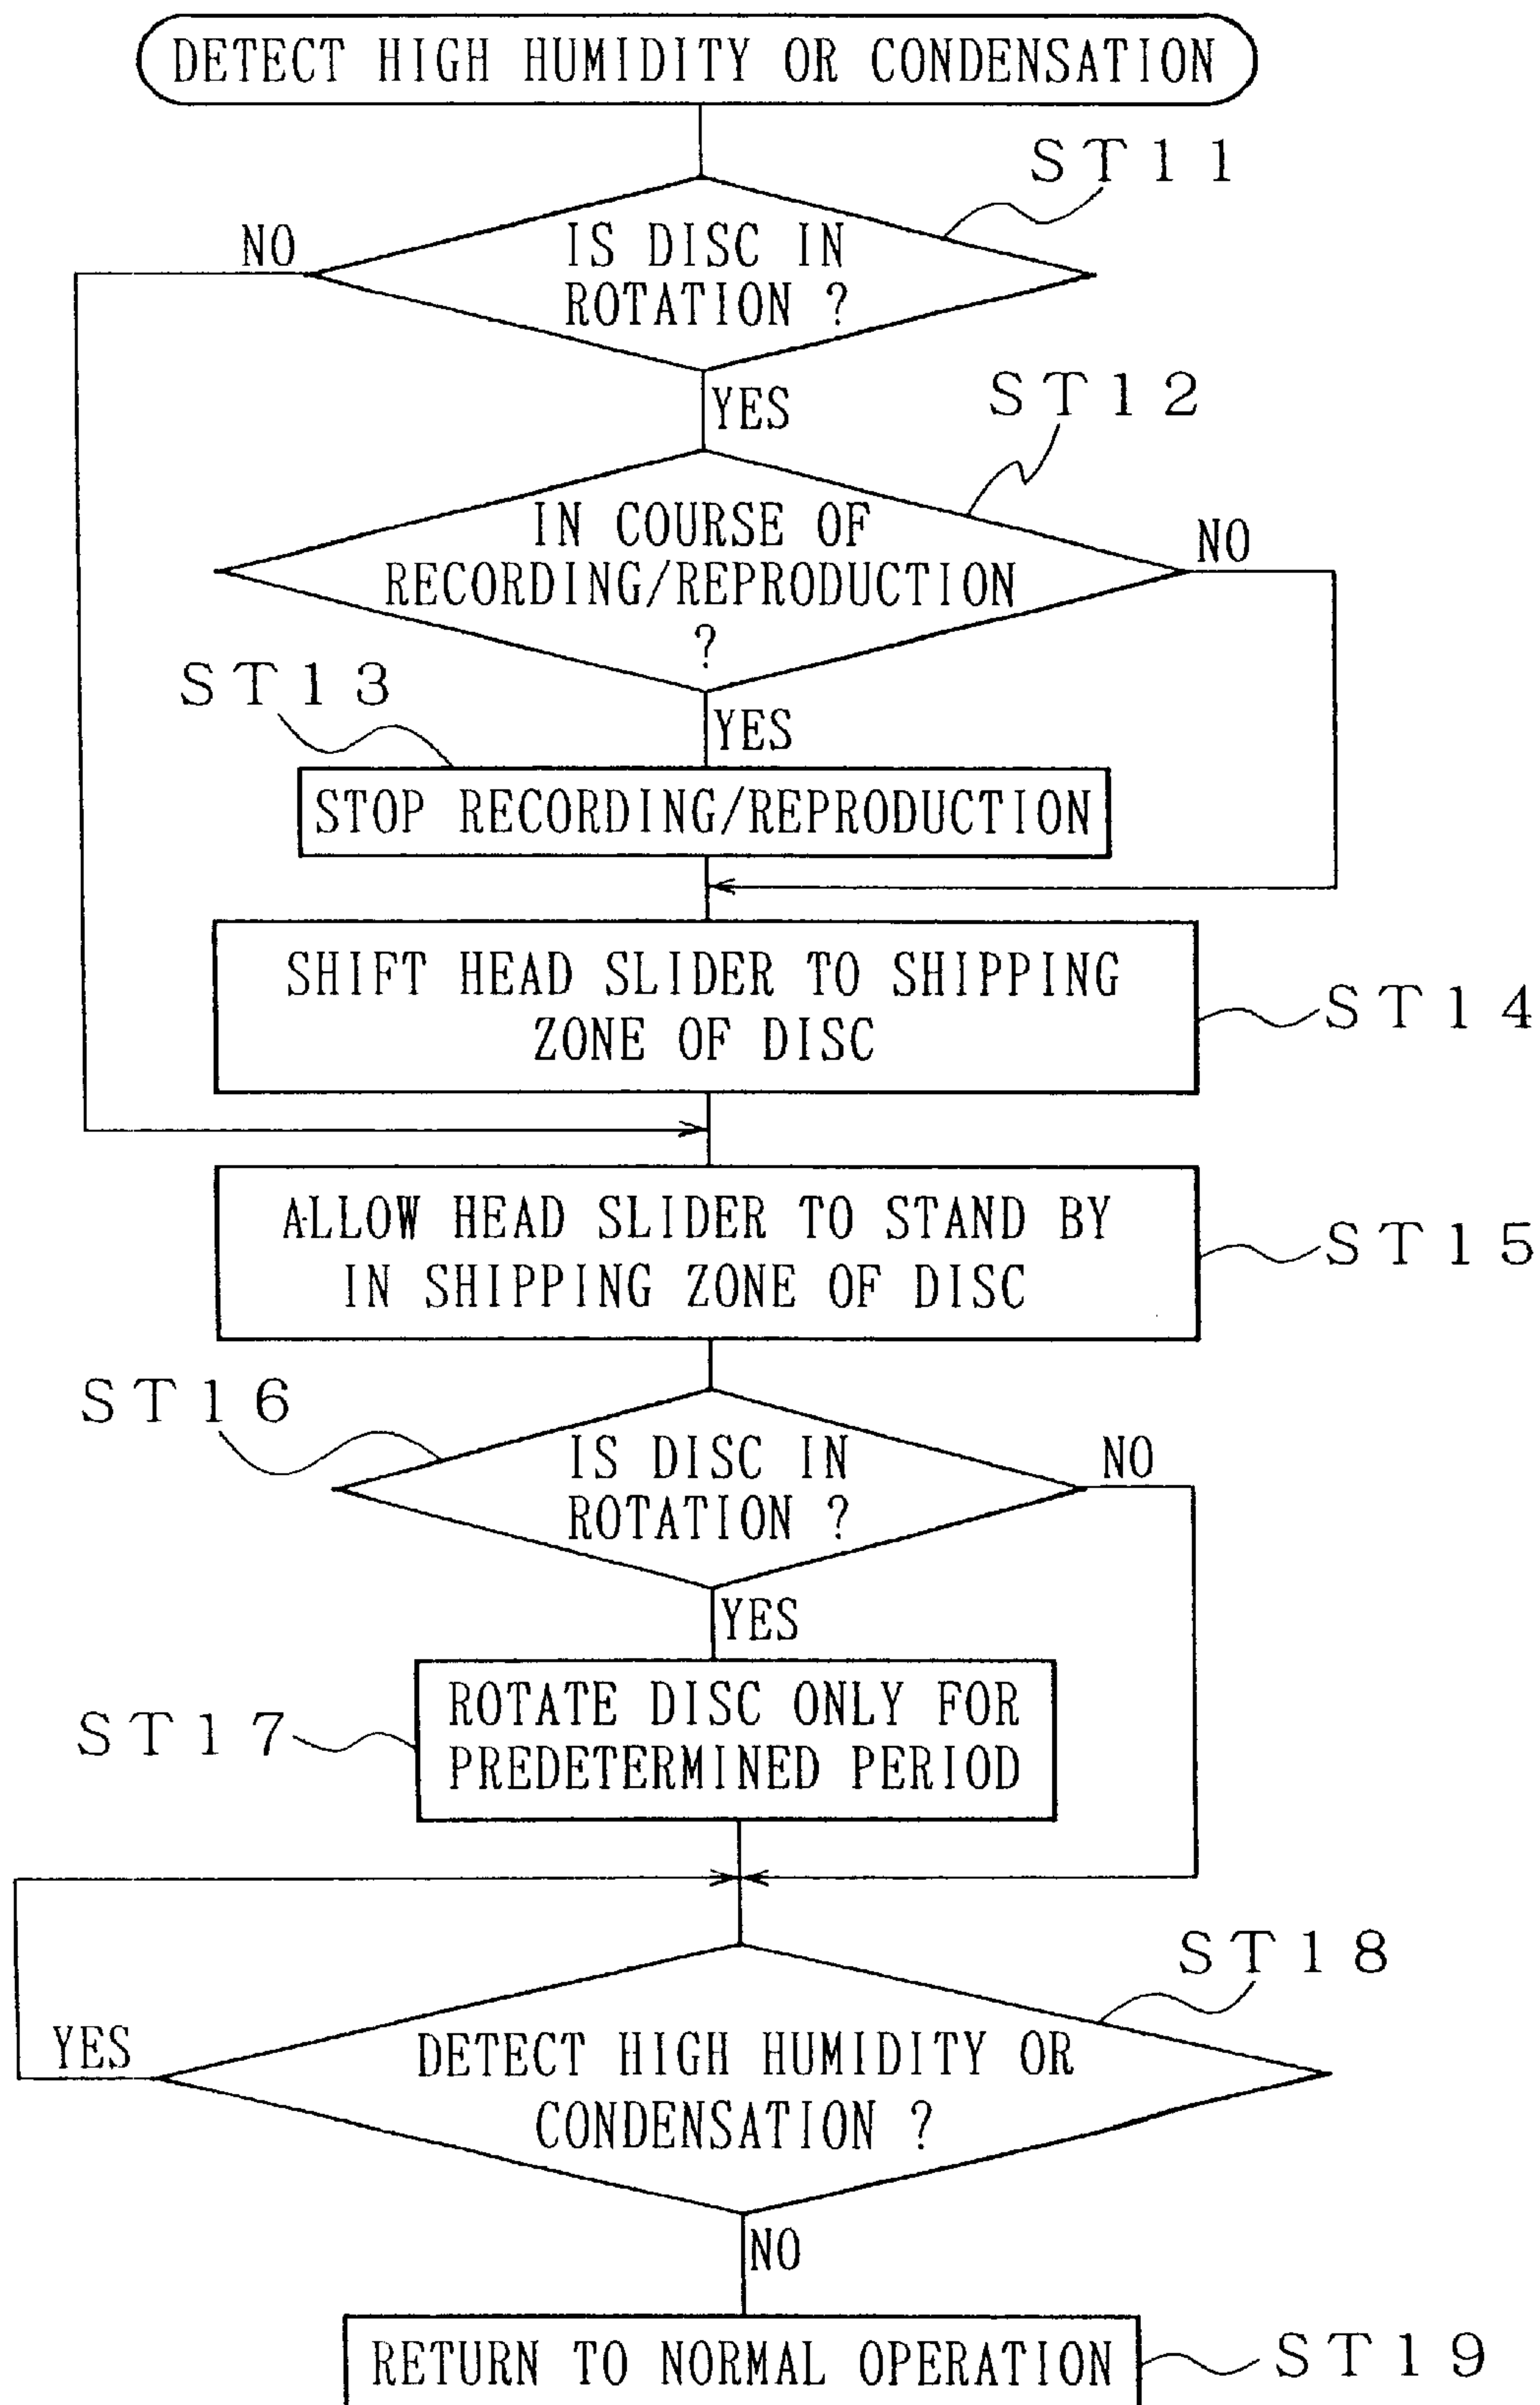 DETECT HIGH HUMIDITY OR CONDENSATION
ST11
NO
IS DISC IN
ROTATION ?
YES
ST12
IN COURSE OF
RECORDING/REPRODUCTION
?
NO
ST13
YES
STOP RECORDING/REPRODUCTION
SHIFT HEAD SLIDER TO SHIPPING
ZONE OF DISC
ST14
ALLOW HEAD SLIDER TO STAND BY
IN SHIPPING ZONE OF DISC
ST15
ST16
IS DISC IN
ROTATION ?
NO
YES
ROTATE DISC ONLY FOR
PREDETERMINED PERIOD
ST17
ST18
YES
DETECT HIGH HUMIDITY OR
CONDENSATION ?
NO
RETURN TO NORMAL OPERATION
ST19